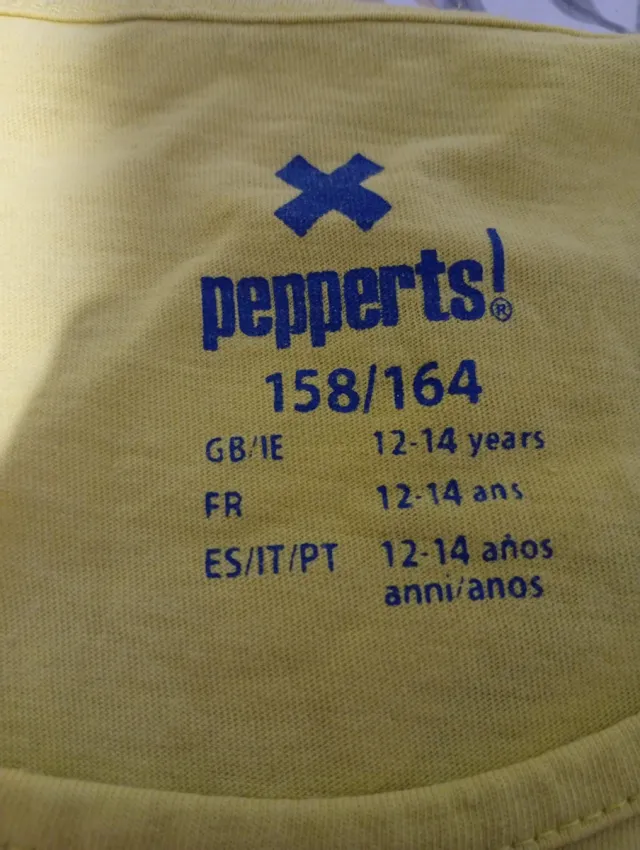 pepperts!®
158/164
GB/IE 12-14 years
FR 12-14 ans
ES/IT/PT 12-14 años
anni/anos